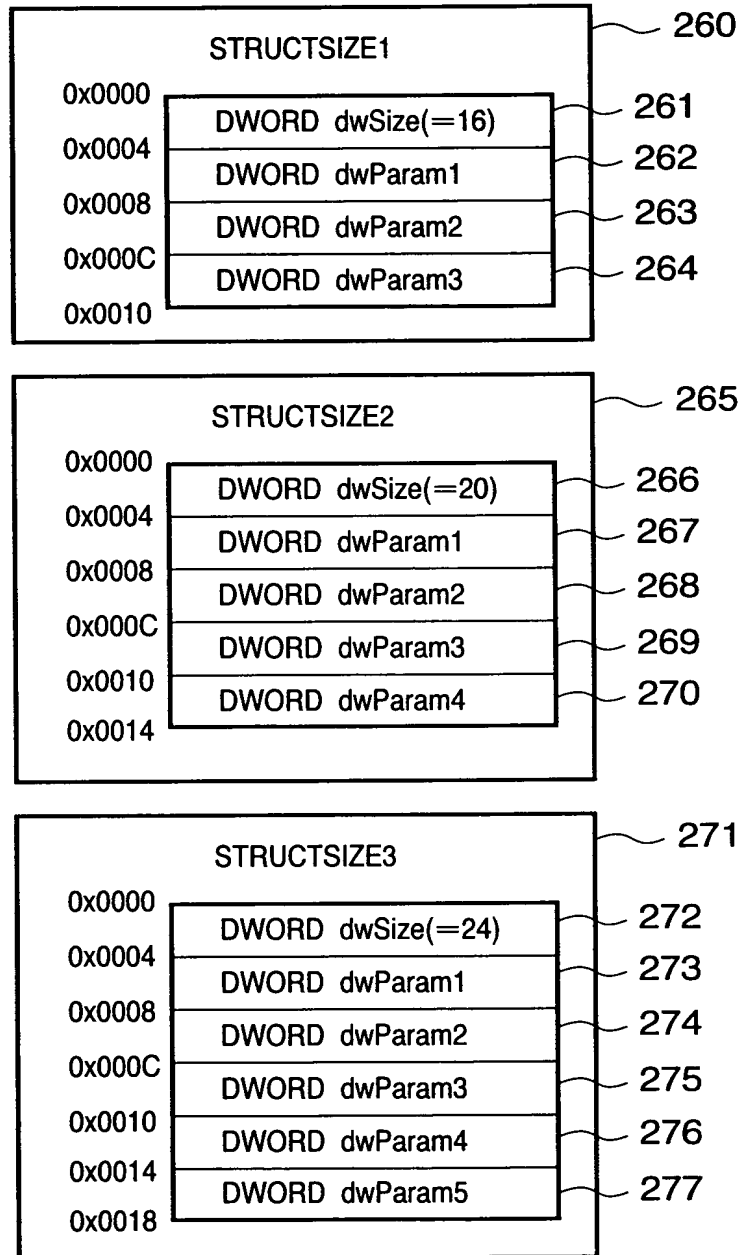 STRUCTSIZE1
260
0x0000
DWORD dwSize(=16)
261
0x0004
DWORD dwParam1
262
0x0008
DWORD dwParam2
263
0x000C
DWORD dwParam3
264
0x0010
STRUCTSIZE2
265
0x0000
DWORD dwSize(=20)
266
0x0004
DWORD dwParam1
267
0x0008
DWORD dwParam2
268
0x000C
DWORD dwParam3
269
0x0010
DWORD dwParam4
270
0x0014
STRUCTSIZE3
271
0x0000
DWORD dwSize(=24)
272
0x0004
DWORD dwParam1
273
0x0008
DWORD dwParam2
274
0x000C
DWORD dwParam3
275
0x0010
DWORD dwParam4
276
0x0014
DWORD dwParam5
277
0x0018